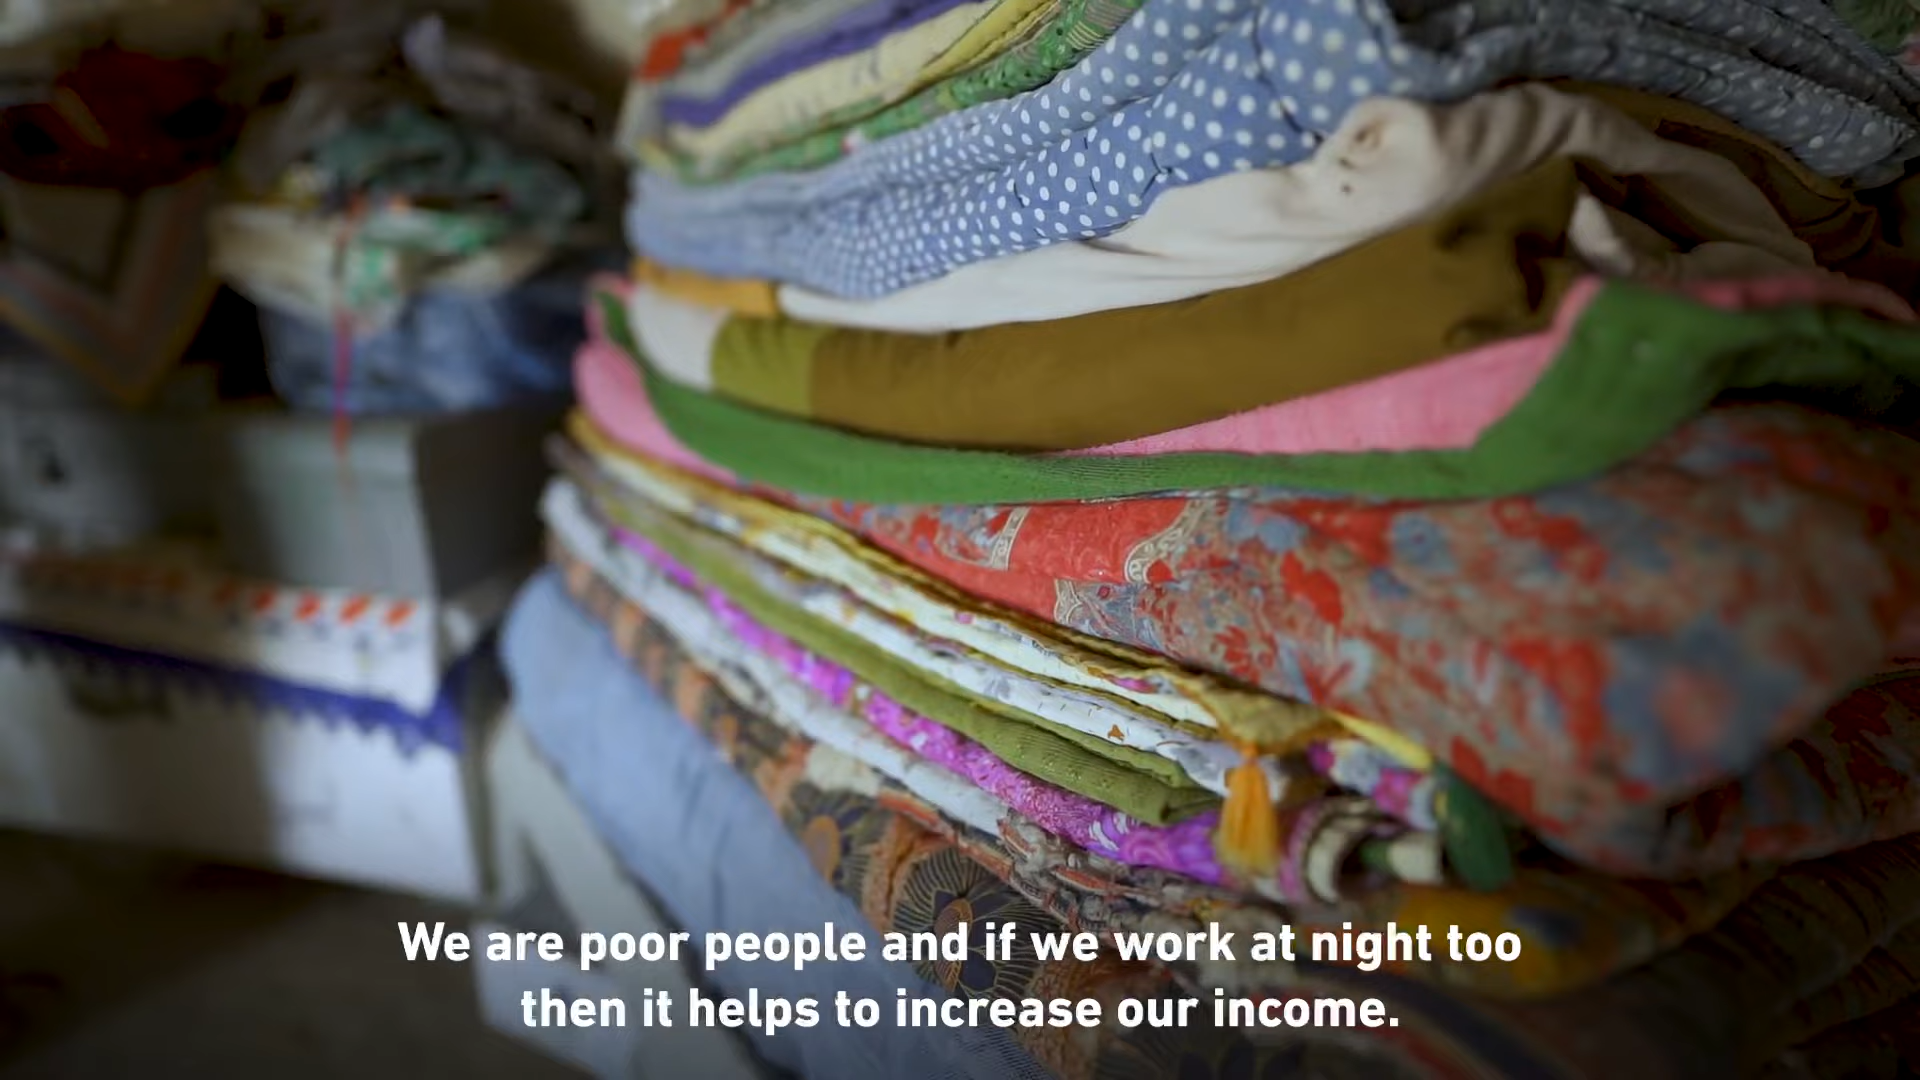 We are poor people and if we work at night too
then it helps to increase our income.